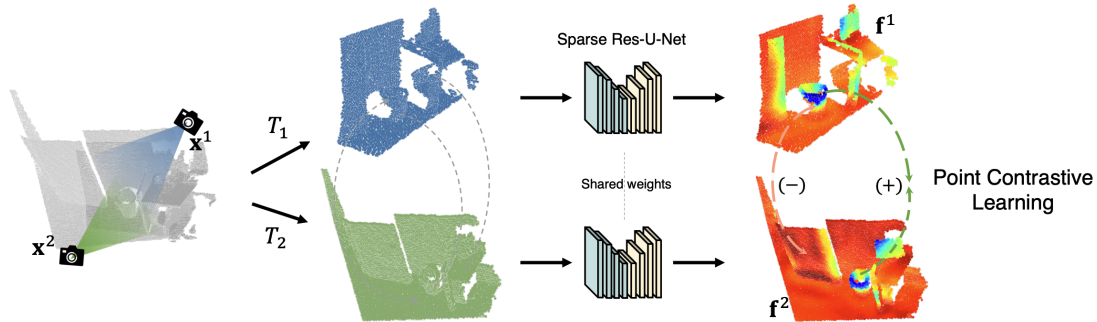 Sparse Res-U-Net
f¹
x¹
T₁
Shared weights
(−)
(+)
Point Contrastive
Learning
x²
T₂
f²